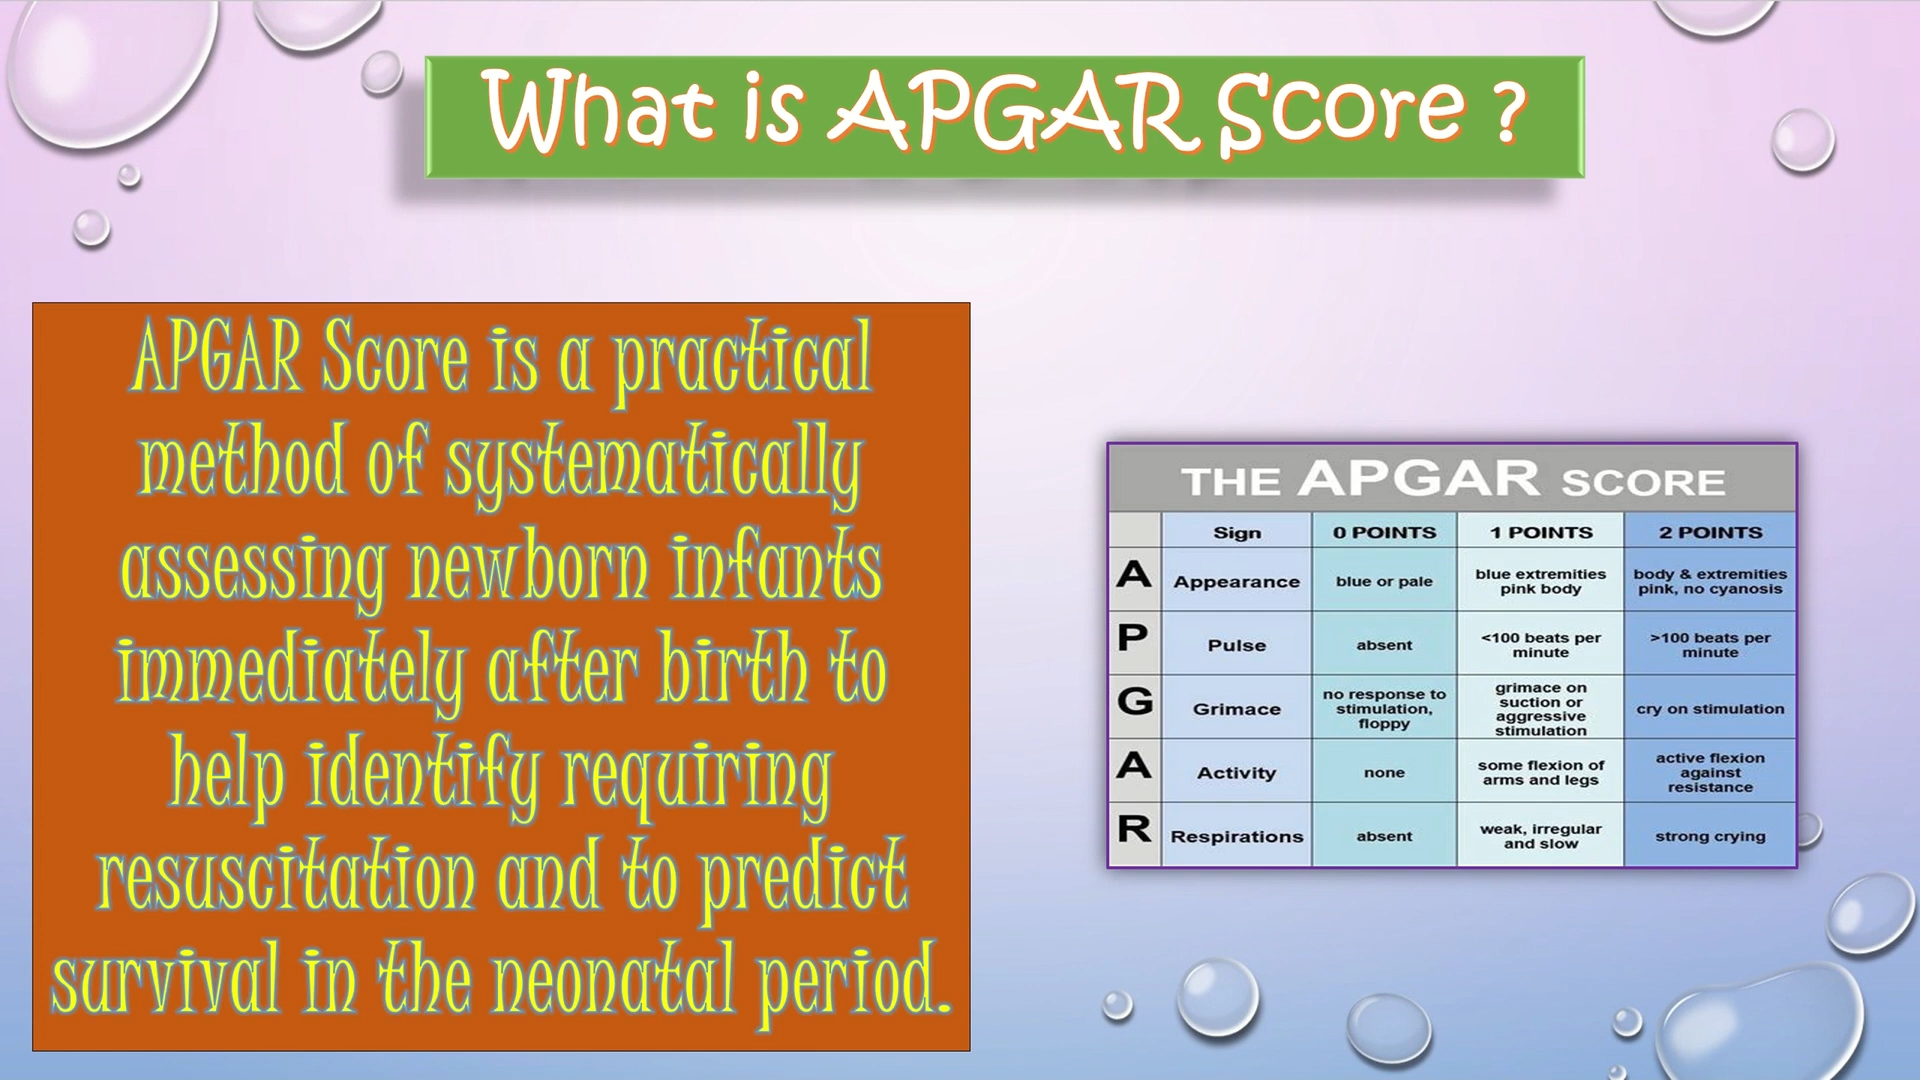 What is APGAR Score ?
APGAR Score is a practical
method of systematically
assessing newborn infants
immediately after birth to
help identify requiring
resuscitation and to predict
survival in the neonatal period.
THE APGAR SCORE
Sign 0 POINTS 1 POINTS 2 POINTS
A Appearance blue or pale blue extremities pink body body & extremities pink, no cyanosis
P Pulse absent <100 beats per minute >100 beats per minute
G Grimace no response to stimulation, floppy grimace on suction or aggressive stimulation cry on stimulation
A Activity none some flexion of arms and legs active flexion against resistance
R Respirations absent weak, irregular and slow strong crying